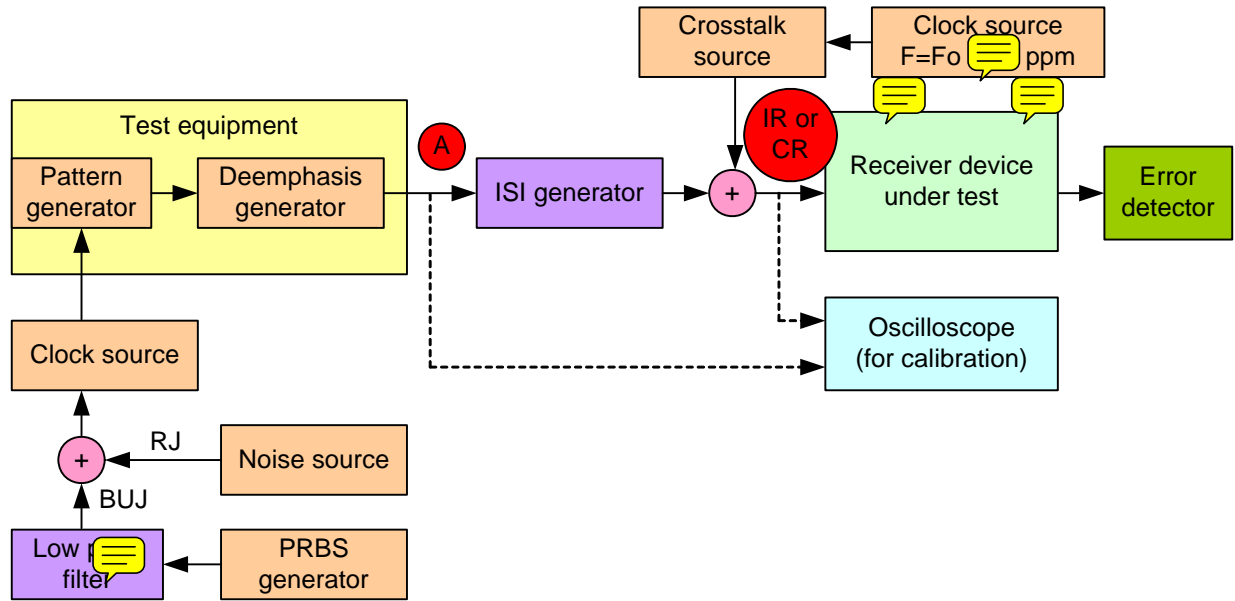 Crosstalk
source
Clock source
F=Fo ppm
Test equipment
A
IR or
CR
Pattern
generator
Deemphasis
generator
ISI generator
+
Receiver device
under test
Error
detector
Clock source
Oscilloscope
(for calibration)
RJ
+
Noise source
BUJ
Low
filter
PRBS
generator